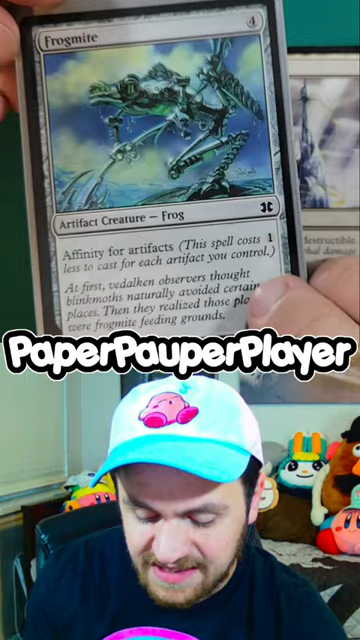 Frogmite 4
Artifact Creature — Frog
Affinity for artifacts (This spell costs 1
less to cast for each artifact you control.)
At first, vedalken observers thought
blinkmoths naturally avoided certain
places. Then they realized those
were frogmite feeding grounds.
destructible.
PaperPauperPlayer